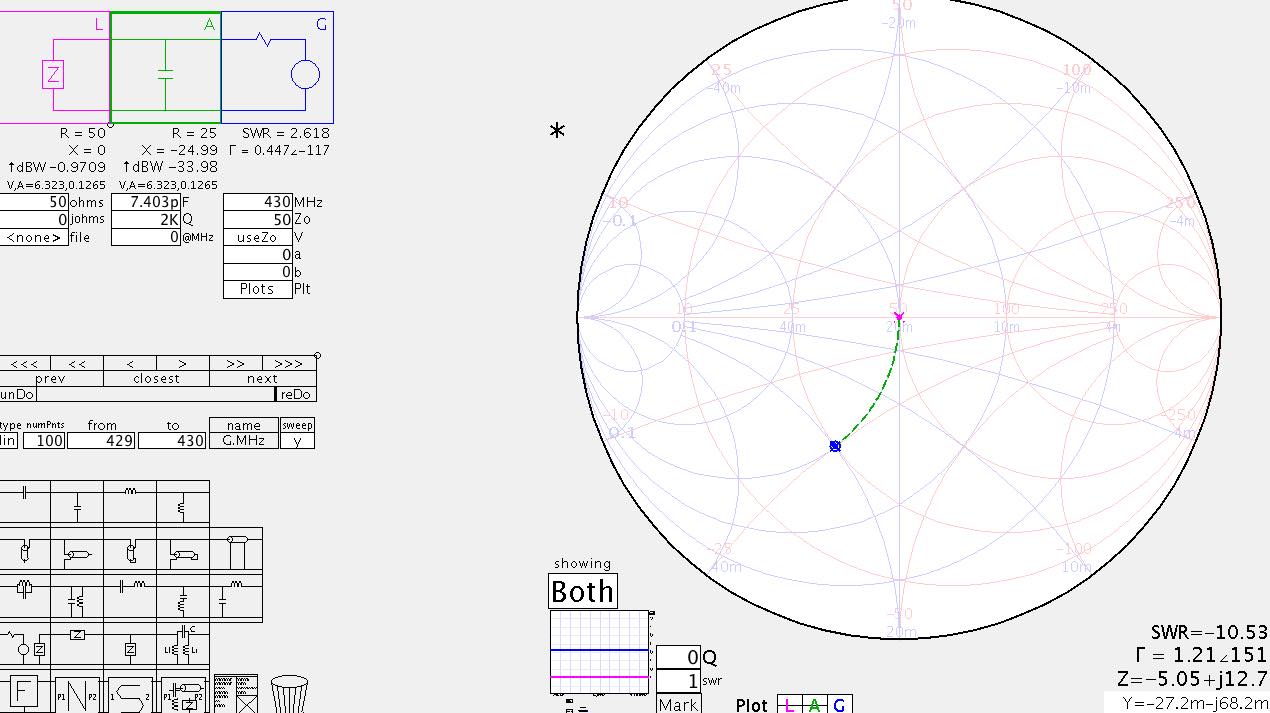 L A G
Z
R = 50 R = 25 SWR = 2.618
X = 0 X = -24.99 Γ = 0.447∠-117
↑dBW -0.9709 ↑dBW -33.98
V,A=6.323,0.1265 V,A=6.323,0.1265
50 ohms 7.403p F 430 MHz
0 johms 2K Q 50 Zo
<none> file 0 @MHz useZo V
0 a
0 b
Plots Plt
*
<<< << < > >> >>>
prev closest next
unDo reDo
type numPnts from to name sweep
lin 100 429 430 G.MHz y
Z
Z
Z
C
L₁ L₂
F P1 N P2 1 S 2 P1 P2
Z
50
-20m
25 100
-40m -10m
10 250
-0.1 -4m
10 25 50 100 250
0.1 40m 20m 10m 4m
-10 -250
0.1 4m
-25 -100
40m 10m
-50
20m
showing
Both
0 Q
1 swr
Mark
Plot L A G
SWR=-10.53
Γ = 1.21∠151
Z=-5.05+j12.7
Y=-27.2m-j68.2m